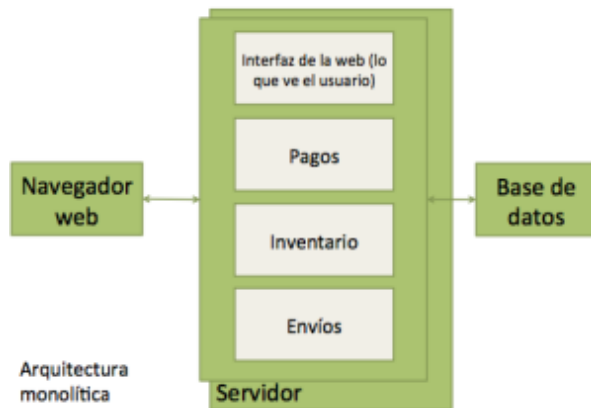 Interfaz de la web (lo
que ve el usuario)
Pagos
Navegador
web
Base de
datos
Inventario
Envíos
Arquitectura
monolítica
Servidor